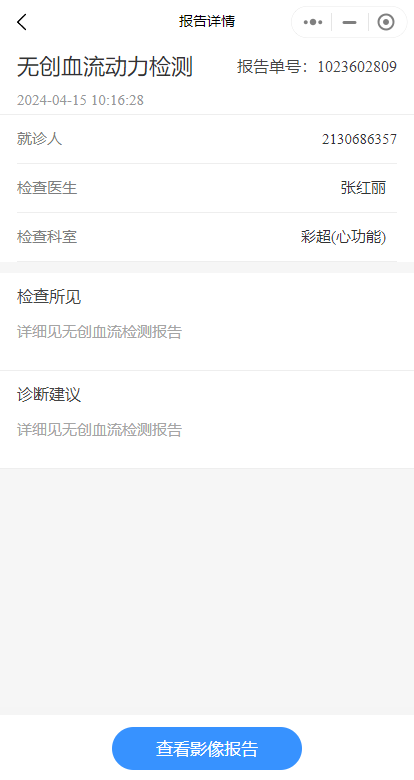 报告详情
无创血流动力检测 报告单号：1023602809
2024-04-15 10:16:28
就诊人 2130686357
检查医生 张红丽
检查科室 彩超(心功能)
检查所见
详细见无创血流检测报告
诊断建议
详细见无创血流检测报告
查看影像报告